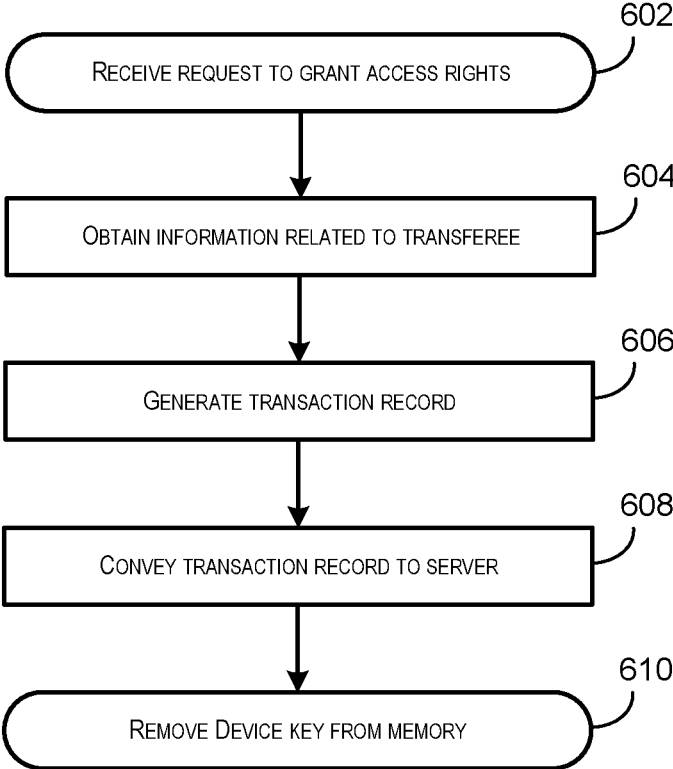 602
RECEIVE REQUEST TO GRANT ACCESS RIGHTS
604
OBTAIN INFORMATION RELATED TO TRANSFEREE
606
GENERATE TRANSACTION RECORD
608
CONVEY TRANSACTION RECORD TO SERVER
610
REMOVE DEVICE KEY FROM MEMORY